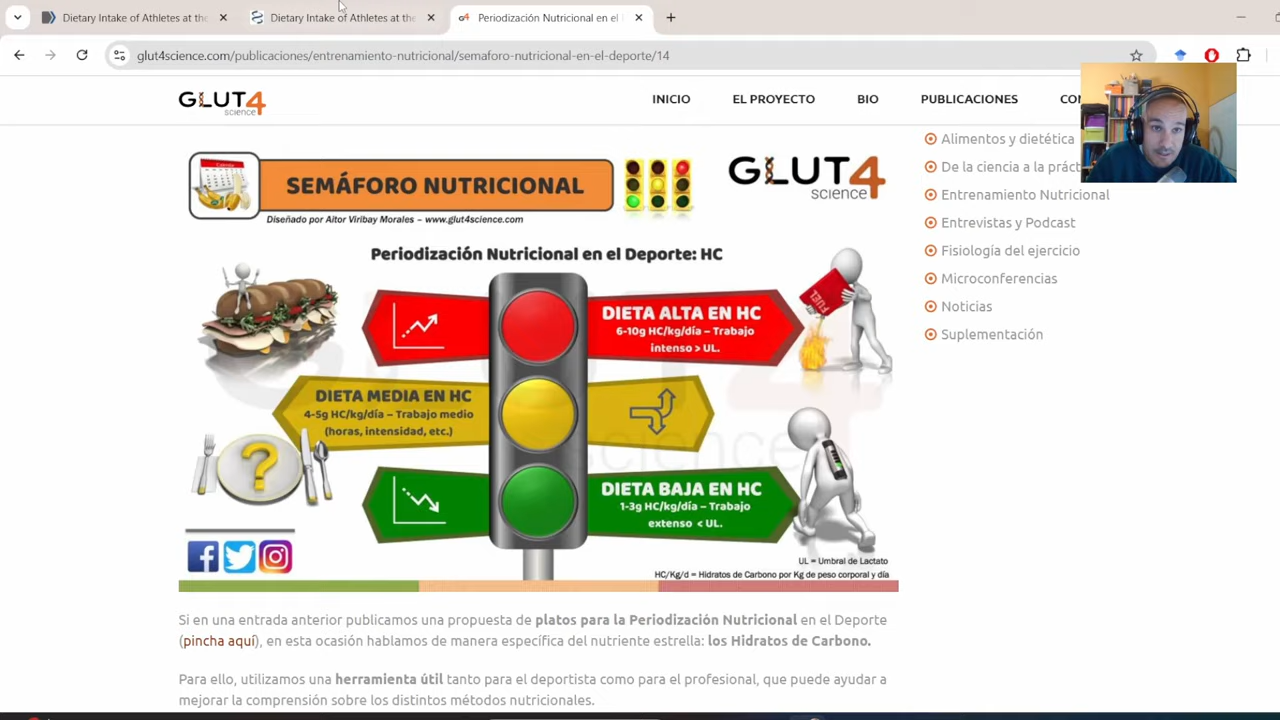 Dietary Intake of Athletes at the
Dietary Intake of Athletes at the
Periodización Nutricional en el
glut4science.com/publicaciones/entrenamiento-nutricional/semaforo-nutricional-en-el-deporte/14
GLUT4
science
INICIO
EL PROYECTO
BIO
PUBLICACIONES
Alimentos y dietética
De la ciencia a la práct
Entrenamiento Nutricional
Entrevistas y Podcast
Fisiología del ejercicio
Microconferencias
Noticias
Suplementación
SEMÁFORO NUTRICIONAL
Diseñado por Aitor Viribay Morales – www.glut4science.com
GLUT4
science
Periodización Nutricional en el Deporte: HC
DIETA ALTA EN HC
6-10g HC/kg/día – Trabajo
intenso > UL.
FUEL
DIETA MEDIA EN HC
4-5g HC/kg/día – Trabajo medio
(horas, intensidad, etc.)
?
DIETA BAJA EN HC
1-3g HC/kg/día – Trabajo
extenso < UL.
UL = Umbral de Lactato
HC/Kg/d = Hidratos de Carbono por Kg de peso corporal y día
Si en una entrada anterior publicamos una propuesta de platos para la Periodización Nutricional en el Deporte
(pincha aquí), en esta ocasión hablamos de manera específica del nutriente estrella: los Hidratos de Carbono.
Para ello, utilizamos una herramienta útil tanto para el deportista como para el profesional, que puede ayudar a
mejorar la comprensión sobre los distintos métodos nutricionales.